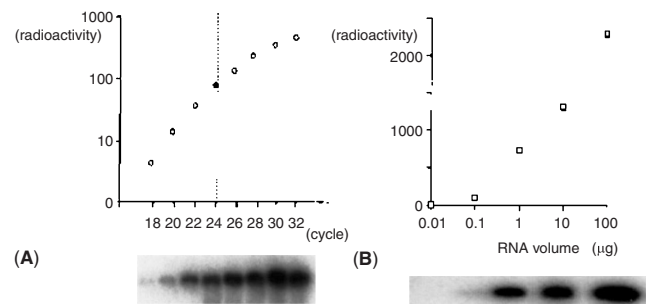 1000
(radioactivity)
100
10
0
18 20 22 24 26 28 30 32
(cycle)
(A)
(radioactivity)
2000
1000
0
0.01 0.1 1 10 100
RNA volume (µg)
(B)